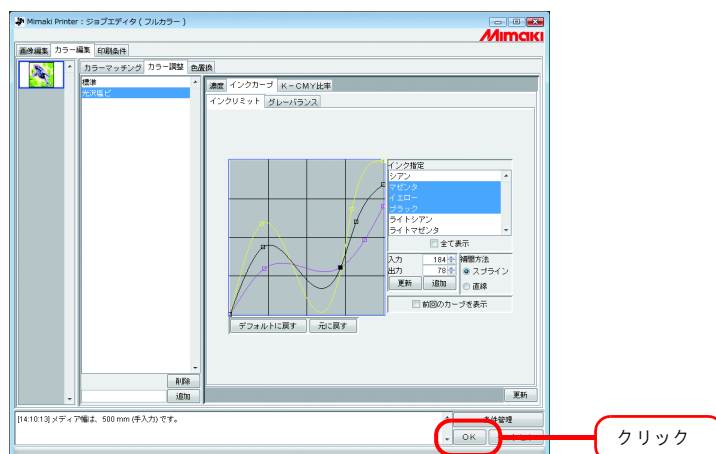 Mimaki Printer : ジョブエディタ ( フルカラー )
Mimaki
画像編集 カラー編集 印刷条件
カラーマッチング カラー調整 色置換
標準
光沢塩ビ
濃度 インクカーブ K－CMY比率
インクリミット グレーバランス
インク指定
シアン
マゼンタ
イエロー
ブラック
ライトシアン
ライトマゼンタ
全て表示
入力 184
出力 78
更新 追加
補間方法
スプライン
直線
前回のカーブを表示
デフォルトに戻す 元に戻す
削除
追加
更新
[14:10:13] メディア幅は、500 mm (手入力) です。
条件管理
OK
クリック